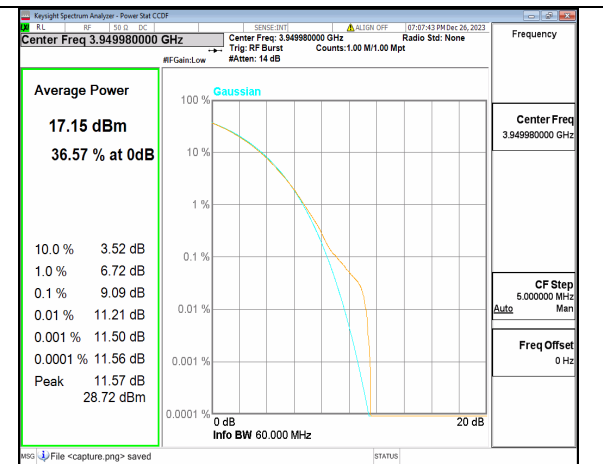 Keysight Spectrum Analyzer - Power Stat CCDF
RL RF 50 Ω DC SENSE:INT ALIGN OFF 07:07:43 PM Dec 26, 2023
Center Freq 3.949980000 GHz
Center Freq: 3.949980000 GHz Radio Std: None
Trig: RF Burst Counts:1.00 M/1.00 Mpt
#IFGain:Low #Atten: 14 dB
Frequency
Average Power
17.15 dBm
36.57 % at 0dB
10.0 % 3.52 dB
1.0 % 6.72 dB
0.1 % 9.09 dB
0.01 % 11.21 dB
0.001 % 11.50 dB
0.0001 % 11.56 dB
Peak 11.57 dB
28.72 dBm
Gaussian
100 %
10 %
1 %
0.1 %
0.01 %
0.001 %
0.0001 %
0 dB 20 dB
Info BW 60.000 MHz
Center Freq
3.949980000 GHz
CF Step
5.000000 MHz
Auto Man
Freq Offset
0 Hz
MSG File <capture.png> saved STATUS